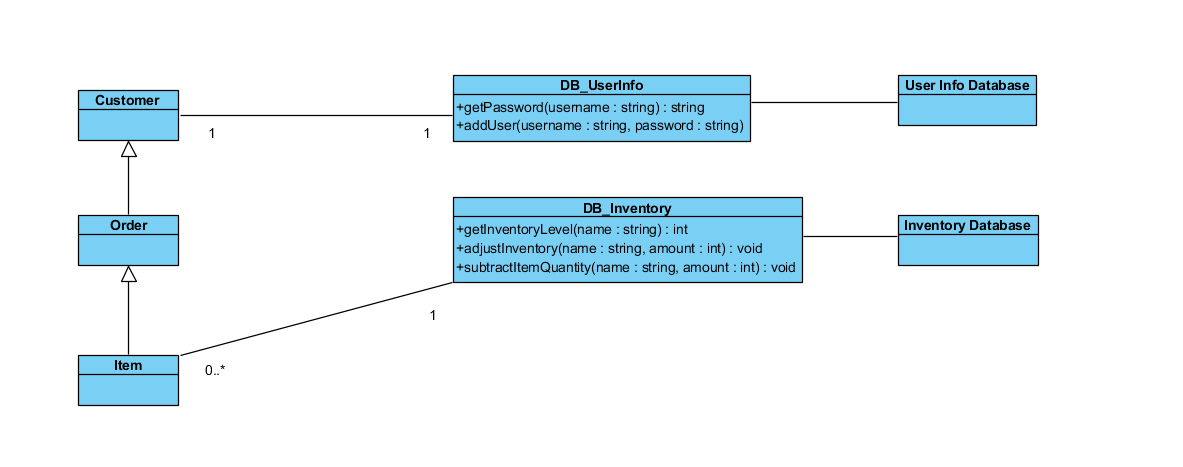 Customer
1
1
DB_UserInfo
+getPassword(username : string) : string
+addUser(username : string, password : string)
User Info Database
Order
DB_Inventory
+getInventoryLevel(name : string) : int
+adjustInventory(name : string, amount : int) : void
+subtractItemQuantity(name : string, amount : int) : void
Inventory Database
1
Item
0..*